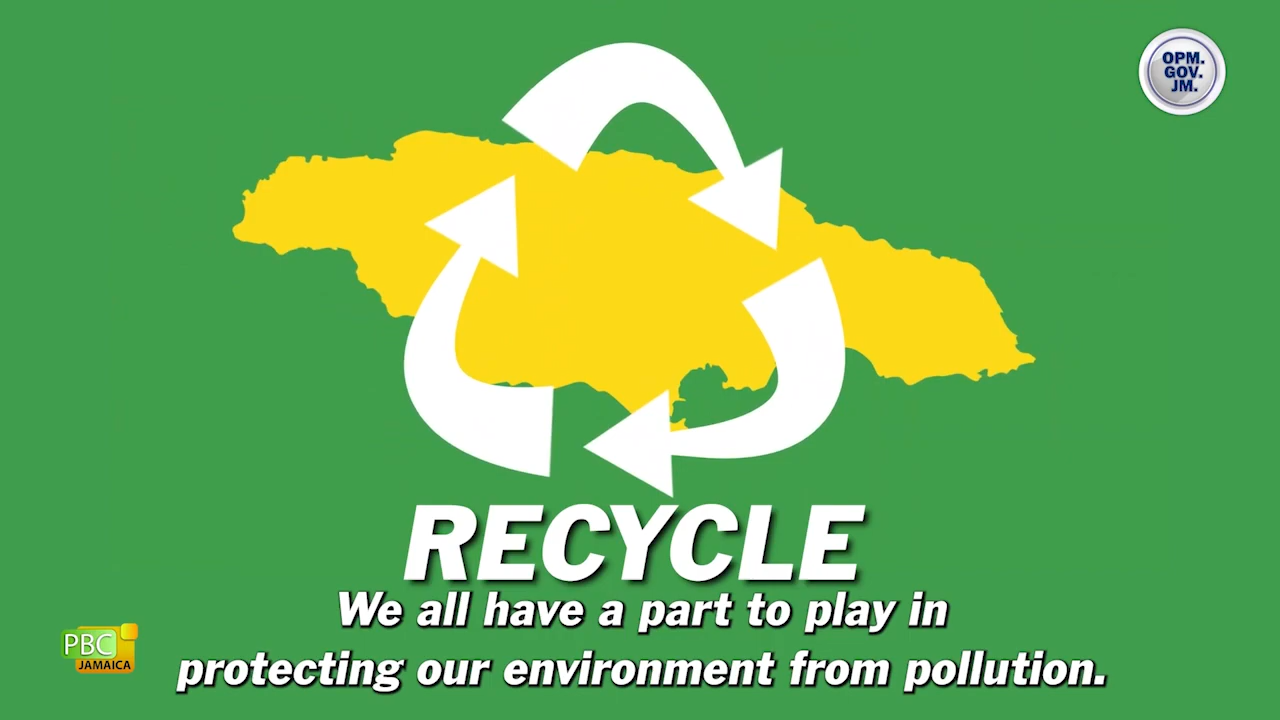 OPM.
GOV.
JM.
RECYCLE
We all have a part to play in
protecting our environment from pollution.
PBC
JAMAICA